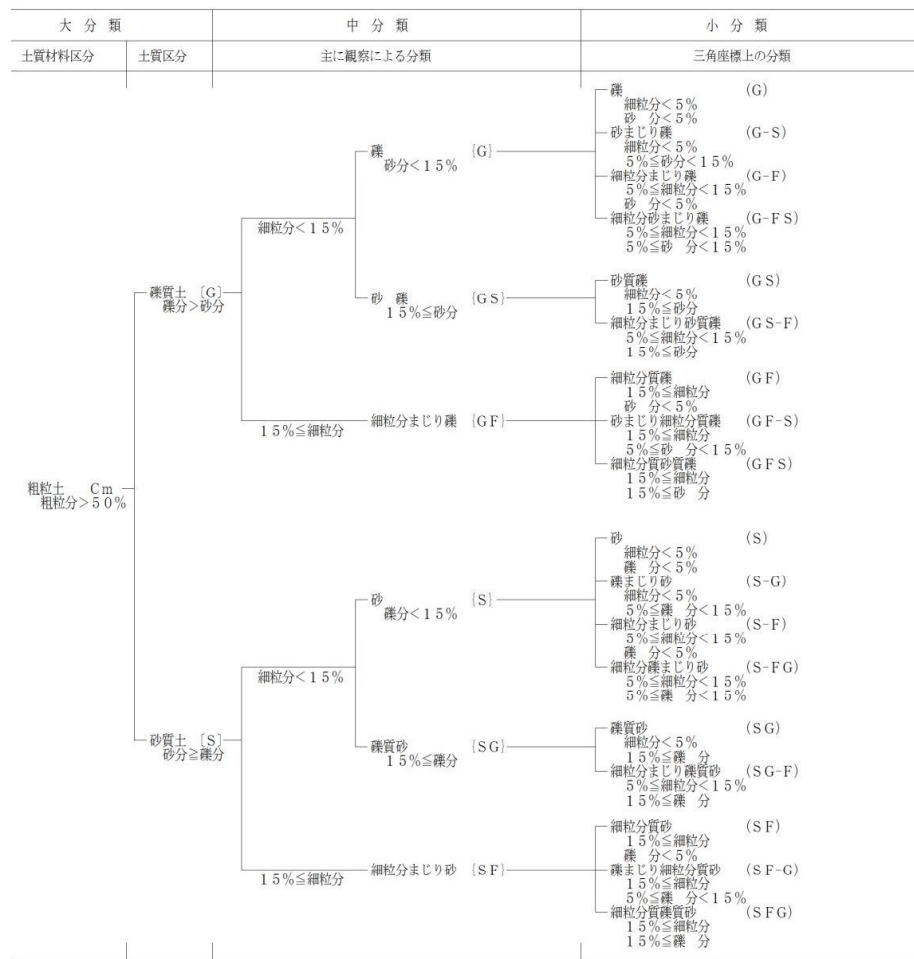 大 分 類
中 分 類
小 分 類
土質材料区分
土質区分
主に観察による分類
三角座標上の分類
粗粒土 Cm
粗粒分>50%
礫質土 〔G〕
礫分>砂分
細粒分<15%
礫 {G}
砂分<15%
礫 (G)
細粒分<5%
砂 分<5%
砂まじり礫 (G-S)
細粒分<5%
5%≦砂分<15%
細粒分まじり礫 (G-F)
5%≦細粒分<15%
砂 分<5%
細粒分砂まじり礫 (G-FS)
5%≦細粒分<15%
5%≦砂 分<15%
砂 礫 {GS}
15%≦砂分
砂質礫 (GS)
細粒分<5%
15%≦砂分
細粒分まじり砂質礫 (GS-F)
5%≦細粒分<15%
15%≦砂分
15%≦細粒分
細粒分まじり礫 {GF}
細粒分質礫 (GF)
15%≦細粒分
砂 分<5%
砂まじり細粒分質礫 (GF-S)
15%≦細粒分
5%≦砂 分<15%
細粒分質砂質礫 (GFS)
15%≦細粒分
15%≦砂 分
砂質土 〔S〕
砂分≧礫分
細粒分<15%
砂 {S}
礫分<15%
砂 (S)
細粒分<5%
礫 分<5%
礫まじり砂 (S-G)
細粒分<5%
5%≦礫 分<15%
細粒分まじり砂 (S-F)
5%≦細粒分<15%
礫 分<5%
細粒分礫まじり砂 (S-FG)
5%≦細粒分<15%
5%≦礫 分<15%
礫質砂 {SG}
15%≦礫分
礫質砂 (SG)
細粒分<5%
15%≦礫 分
細粒分まじり礫質砂 (SG-F)
5%≦細粒分<15%
15%≦礫 分
15%≦細粒分
細粒分まじり砂 {SF}
細粒分質砂 (SF)
15%≦細粒分
礫 分<5%
礫まじり細粒分質砂 (SF-G)
15%≦細粒分
5%≦礫 分<15%
細粒分質礫質砂 (SFG)
15%≦細粒分
15%≦礫 分